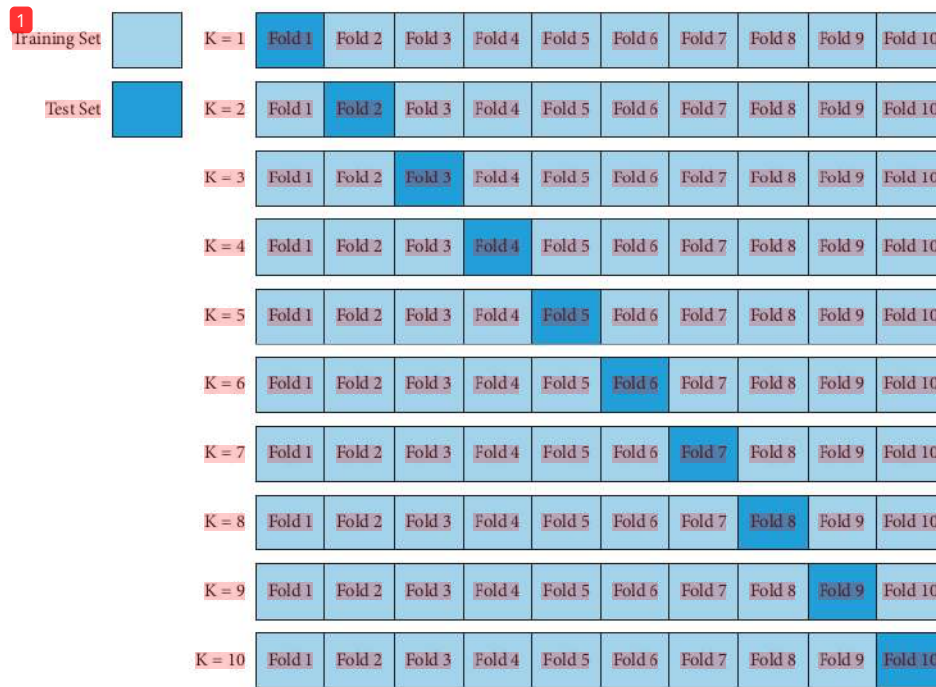 1
Training Set K = 1 Fold 1 Fold 2 Fold 3 Fold 4 Fold 5 Fold 6 Fold 7 Fold 8 Fold 9 Fold 10
Test Set K = 2 Fold 1 Fold 2 Fold 3 Fold 4 Fold 5 Fold 6 Fold 7 Fold 8 Fold 9 Fold 10
K = 3 Fold 1 Fold 2 Fold 3 Fold 4 Fold 5 Fold 6 Fold 7 Fold 8 Fold 9 Fold 10
K = 4 Fold 1 Fold 2 Fold 3 Fold 4 Fold 5 Fold 6 Fold 7 Fold 8 Fold 9 Fold 10
K = 5 Fold 1 Fold 2 Fold 3 Fold 4 Fold 5 Fold 6 Fold 7 Fold 8 Fold 9 Fold 10
K = 6 Fold 1 Fold 2 Fold 3 Fold 4 Fold 5 Fold 6 Fold 7 Fold 8 Fold 9 Fold 10
K = 7 Fold 1 Fold 2 Fold 3 Fold 4 Fold 5 Fold 6 Fold 7 Fold 8 Fold 9 Fold 10
K = 8 Fold 1 Fold 2 Fold 3 Fold 4 Fold 5 Fold 6 Fold 7 Fold 8 Fold 9 Fold 10
K = 9 Fold 1 Fold 2 Fold 3 Fold 4 Fold 5 Fold 6 Fold 7 Fold 8 Fold 9 Fold 10
K = 10 Fold 1 Fold 2 Fold 3 Fold 4 Fold 5 Fold 6 Fold 7 Fold 8 Fold 9 Fold 10